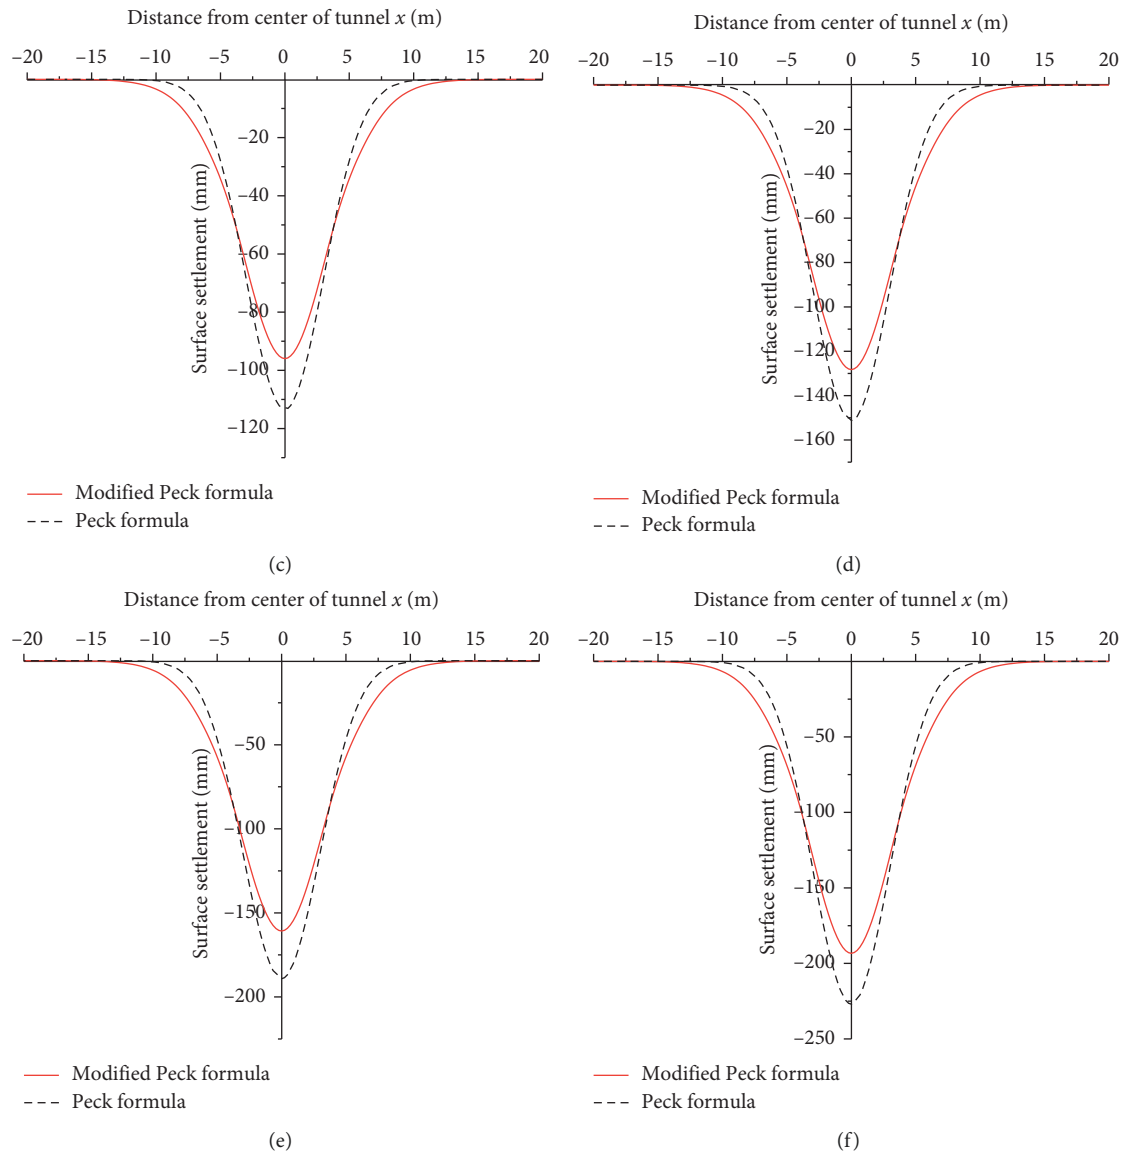 Distance from center of tunnel x (m)
–20 –15 –10 –5 0 5 10 15 20
–20
–40
–60
–80
–100
–120
Surface settlement (mm)
Modified Peck formula
Peck formula
(c)
Distance from center of tunnel x (m)
–20 –15 –10 –5 0 5 10 15 20
–20
–40
–60
–80
–100
–120
–140
–160
Surface settlement (mm)
Modified Peck formula
Peck formula
(d)
Distance from center of tunnel x (m)
–20 –15 –10 –5 0 5 10 15 20
–50
–100
–150
–200
Surface settlement (mm)
Modified Peck formula
Peck formula
(e)
Distance from center of tunnel x (m)
–20 –15 –10 –5 0 5 10 15 20
–50
–100
–150
–200
–250
Surface settlement (mm)
Modified Peck formula
Peck formula
(f)